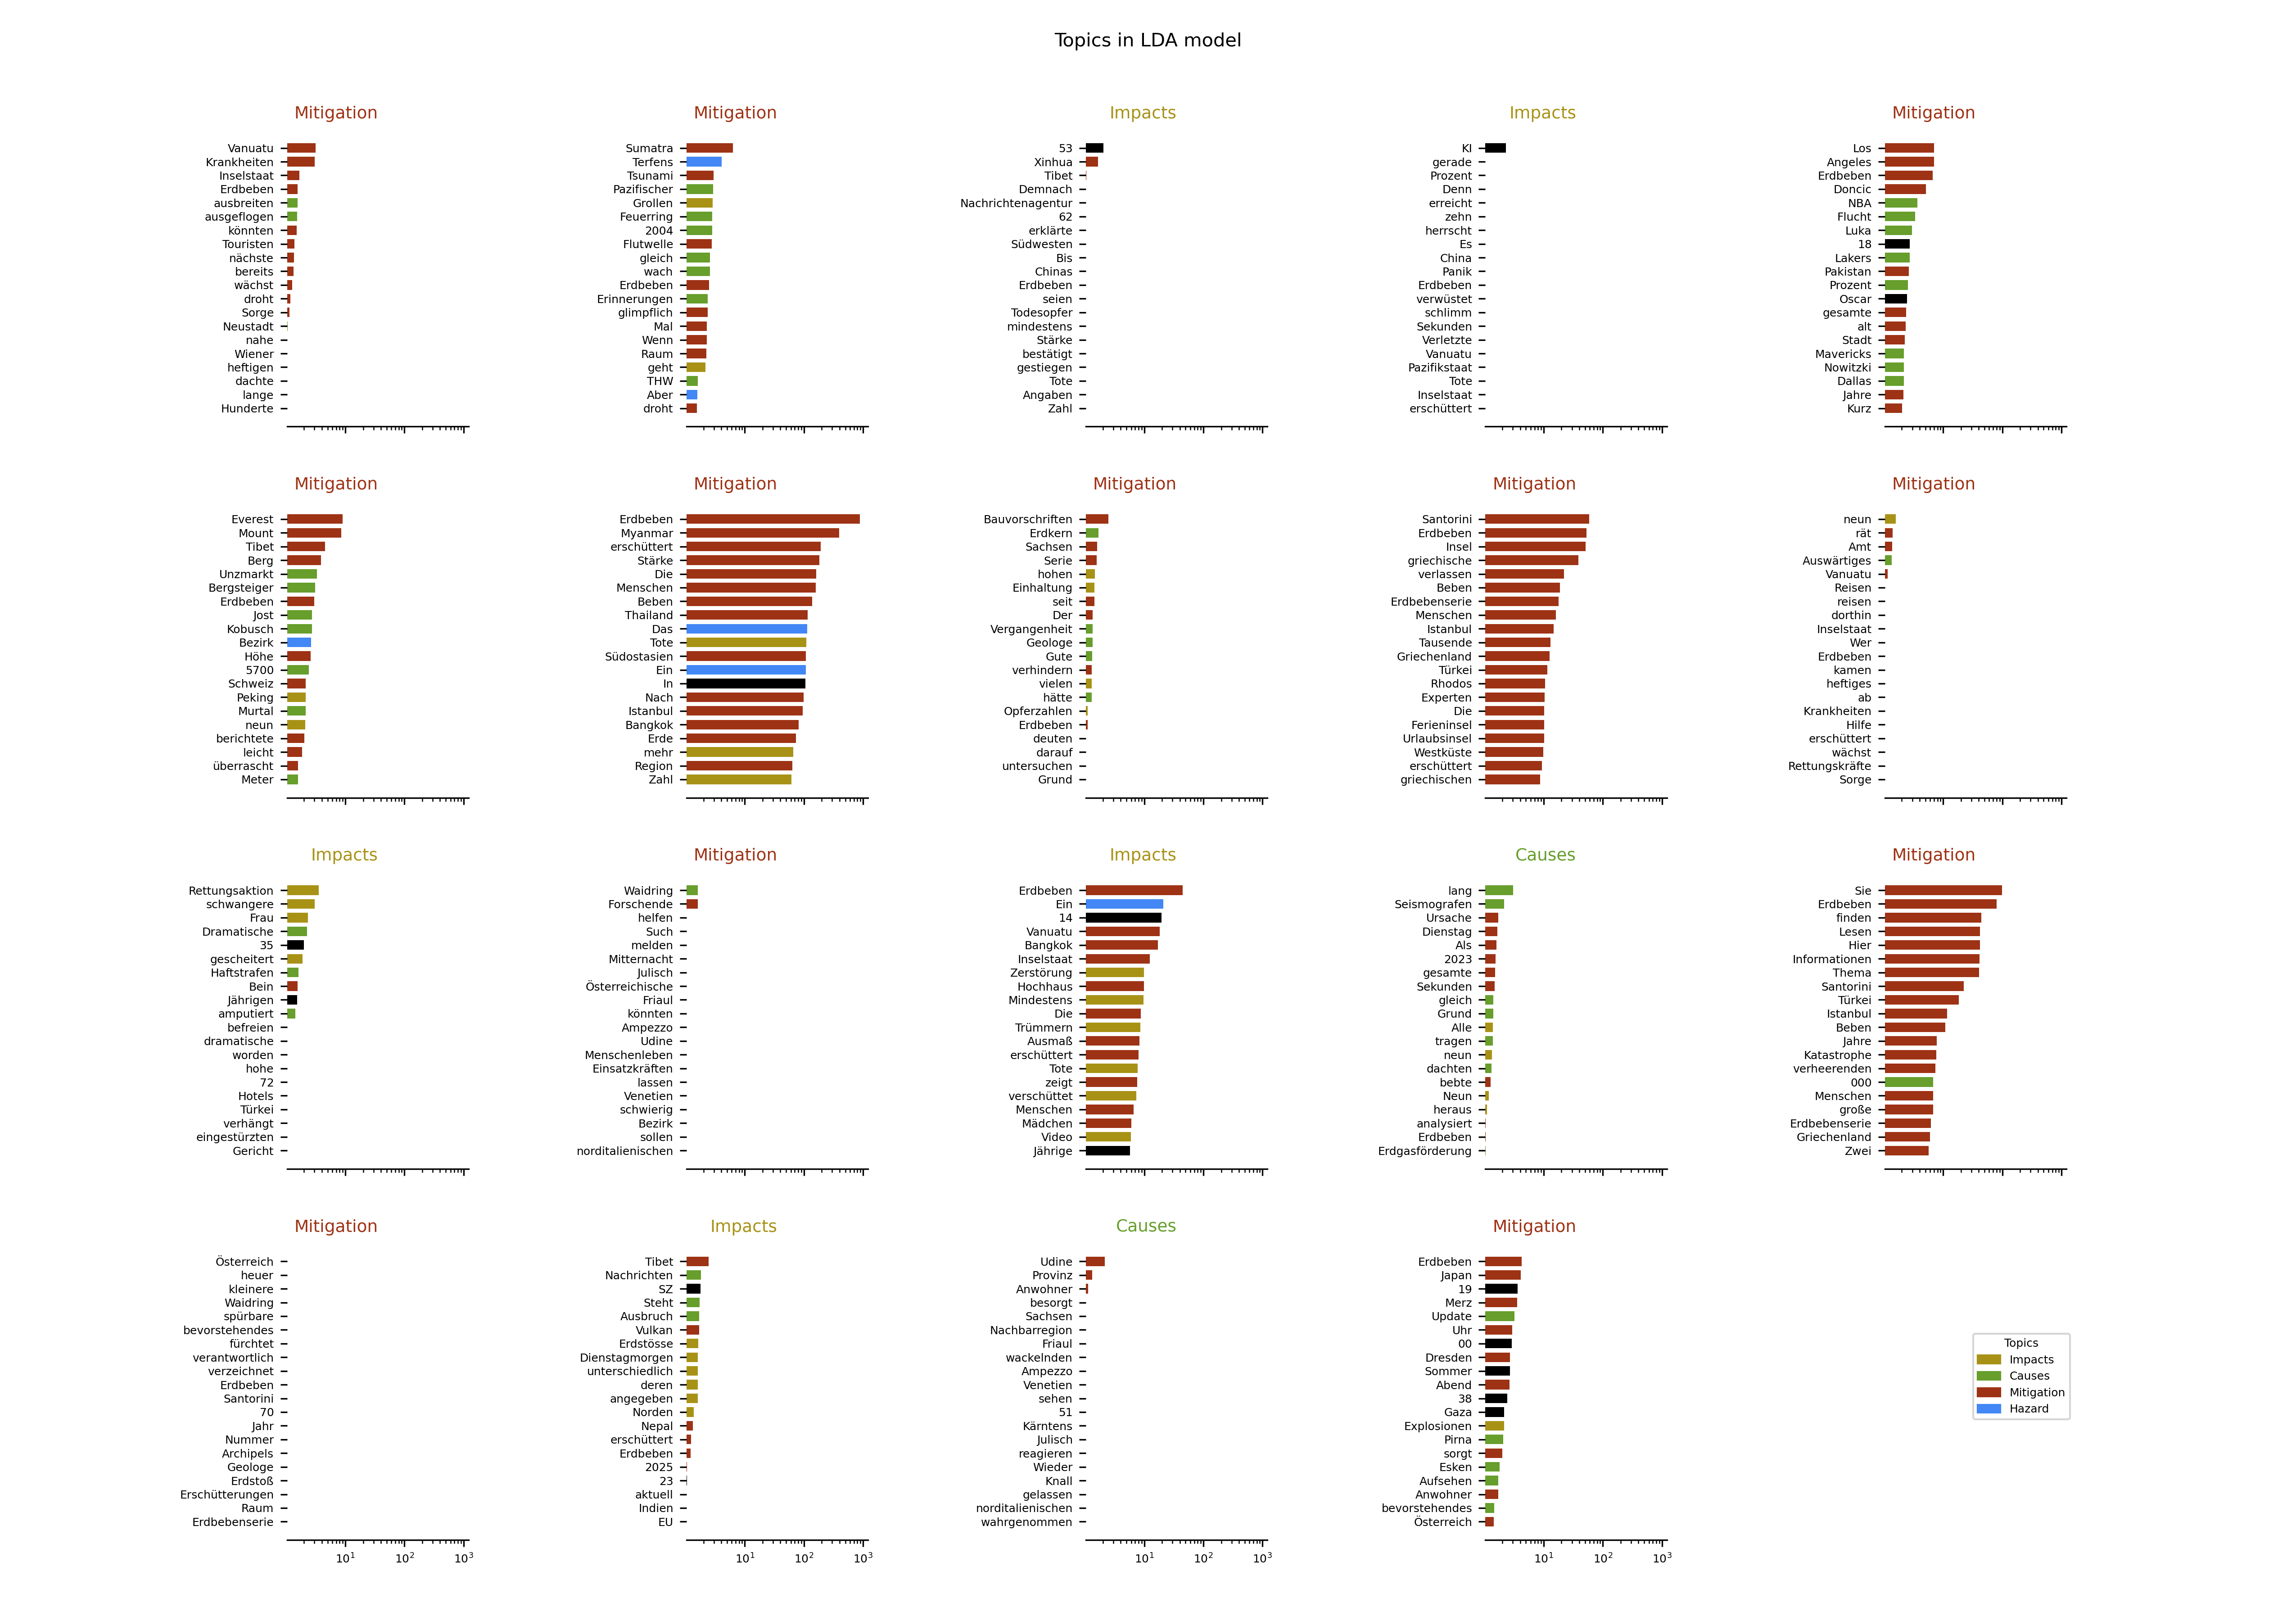 Topics in LDA model
Mitigation
Vanuatu
Krankheiten
Inselstaat
Erdbeben
ausbreiten
ausgeflogen
könnten
Touristen
nächste
bereits
wächst
droht
Sorge
Neustadt
nahe
Wiener
heftigen
dachte
lange
Hunderte
Mitigation
Sumatra
Terfens
Tsunami
Pazifischer
Grollen
Feuerring
2004
Flutwelle
gleich
wach
Erdbeben
Erinnerungen
glimpflich
Mal
Wenn
Raum
geht
THW
Aber
droht
Impacts
53
Xinhua
Tibet
Demnach
Nachrichtenagentur
62
erklärte
Südwesten
Bis
Chinas
Erdbeben
seien
Todesopfer
mindestens
Stärke
bestätigt
gestiegen
Tote
Angaben
Zahl
Impacts
KI
gerade
Prozent
Denn
erreicht
zehn
herrscht
Es
China
Panik
Erdbeben
verwüstet
schlimm
Sekunden
Verletzte
Vanuatu
Pazifikstaat
Tote
Inselstaat
erschüttert
Mitigation
Los
Angeles
Erdbeben
Doncic
NBA
Flucht
Luka
18
Lakers
Pakistan
Prozent
Oscar
gesamte
alt
Stadt
Mavericks
Nowitzki
Dallas
Jahre
Kurz
Mitigation
Everest
Mount
Tibet
Berg
Unzmarkt
Bergsteiger
Erdbeben
Jost
Kobusch
Bezirk
Höhe
5700
Schweiz
Peking
Murtal
neun
berichtete
leicht
überrascht
Meter
Mitigation
Erdbeben
Myanmar
erschüttert
Stärke
Die
Menschen
Beben
Thailand
Das
Tote
Südostasien
Ein
In
Nach
Istanbul
Bangkok
Erde
mehr
Region
Zahl
Mitigation
Bauvorschriften
Erdkern
Sachsen
Serie
hohen
Einhaltung
seit
Der
Vergangenheit
Geologe
Gute
verhindern
vielen
hätte
Opferzahlen
Erdbeben
deuten
darauf
untersuchen
Grund
Mitigation
Santorini
Erdbeben
Insel
griechische
verlassen
Beben
Erdbebenserie
Menschen
Istanbul
Tausende
Griechenland
Türkei
Rhodos
Experten
Die
Ferieninsel
Urlaubsinsel
Westküste
erschüttert
griechischen
Mitigation
neun
rät
Amt
Auswärtiges
Vanuatu
Reisen
reisen
dorthin
Inselstaat
Wer
Erdbeben
kamen
heftiges
ab
Krankheiten
Hilfe
erschüttert
wächst
Rettungskräfte
Sorge
Impacts
Rettungsaktion
schwangere
Frau
Dramatische
35
gescheitert
Haftstrafen
Bein
Jährigen
amputiert
befreien
dramatische
worden
hohe
72
Hotels
Türkei
verhängt
eingestürzten
Gericht
Mitigation
Waidring
Forschende
helfen
Such
melden
Mitternacht
Julisch
Österreichische
Friaul
könnten
Ampezzo
Udine
Menschenleben
Einsatzkräften
lassen
Venetien
schwierig
Bezirk
sollen
norditalienischen
Impacts
Erdbeben
Ein
14
Vanuatu
Bangkok
Inselstaat
Zerstörung
Hochhaus
Mindestens
Die
Trümmern
Ausmaß
erschüttert
Tote
zeigt
verschüttet
Menschen
Mädchen
Video
Jährige
Causes
lang
Seismografen
Ursache
Dienstag
Als
2023
gesamte
Sekunden
gleich
Grund
Alle
tragen
neun
dachten
bebte
Neun
heraus
analysiert
Erdbeben
Erdgasförderung
Mitigation
Sie
Erdbeben
finden
Lesen
Hier
Informationen
Thema
Santorini
Türkei
Istanbul
Beben
Jahre
Katastrophe
verheerenden
000
Menschen
große
Erdbebenserie
Griechenland
Zwei
Mitigation
Österreich
heuer
kleinere
Waidring
spürbare
bevorstehendes
fürchtet
verantwortlich
verzeichnet
Erdbeben
Santorini
70
Jahr
Nummer
Archipels
Geologe
Erdstoß
Erschütterungen
Raum
Erdbebenserie
10¹ 10² 10³
Impacts
Tibet
Nachrichten
SZ
Steht
Ausbruch
Vulkan
Erdstösse
Dienstagmorgen
unterschiedlich
deren
angegeben
Norden
Nepal
erschüttert
Erdbeben
2025
23
aktuell
Indien
EU
10¹ 10² 10³
Causes
Udine
Provinz
Anwohner
besorgt
Sachsen
Nachbarregion
Friaul
wackelnden
Ampezzo
Venetien
sehen
51
Kärntens
Julisch
reagieren
Wieder
Knall
gelassen
norditalienischen
wahrgenommen
10¹ 10² 10³
Mitigation
Erdbeben
Japan
19
Merz
Update
Uhr
00
Dresden
Sommer
Abend
38
Gaza
Explosionen
Pirna
sorgt
Esken
Aufsehen
Anwohner
bevorstehendes
Österreich
10¹ 10² 10³
Topics
Impacts
Causes
Mitigation
Hazard